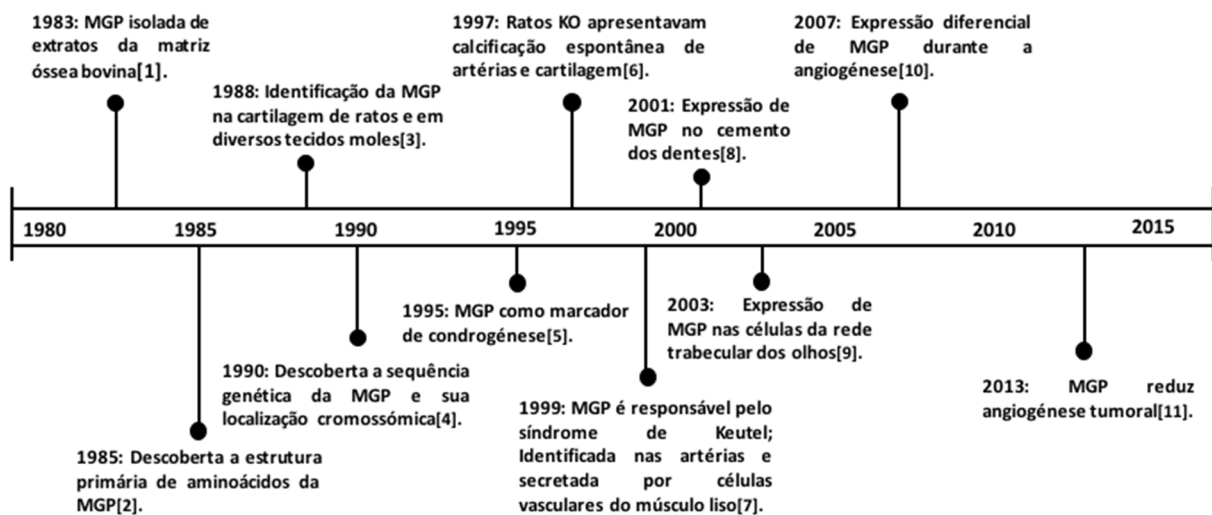 1983: MGP isolada de
extratos da matriz
óssea bovina[1].
1988: Identificação da MGP
na cartilagem de ratos e em
diversos tecidos moles[3].
1997: Ratos KO apresentavam
calcificação espontânea de
artérias e cartilagem[6].
2001: Expressão de
MGP no cemento
dos dentes[8].
2007: Expressão diferencial
de MGP durante a
angiogénese[10].
1980 1985 1990 1995 2000 2005 2010 2015
1985: Descoberta a estrutura
primária de aminoácidos da
MGP[2].
1990: Descoberta a sequência
genética da MGP e sua
localização cromossómica[4].
1995: MGP como marcador
de condrogénese[5].
1999: MGP é responsável pelo
síndrome de Keutel;
Identificada nas artérias e
secretada por células
vasculares do músculo liso[7].
2003: Expressão de
MGP nas células da rede
trabecular dos olhos[9].
2013: MGP reduz
angiogénese tumoral[11].